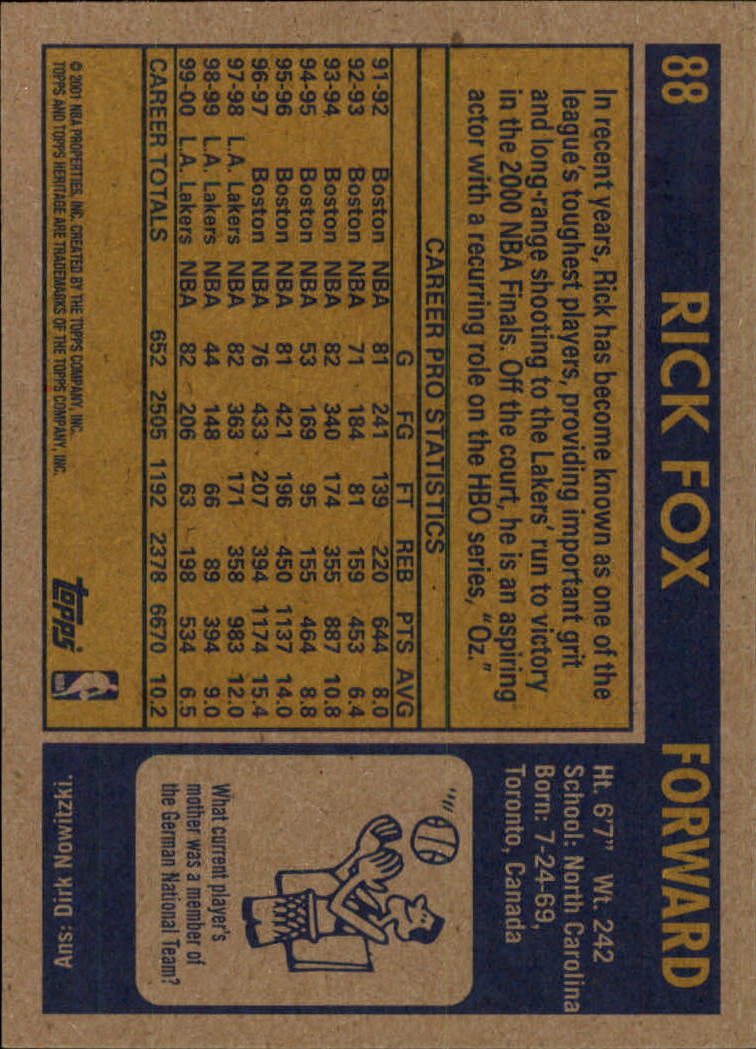 88 RICK FOX FORWARD
In recent years, Rick has become known as one of the
league's toughest players, providing important grit
and long-range shooting to the Lakers' run to victory
in the 2000 NBA Finals. Off the court, he is an aspiring
actor with a recurring role on the HBO series, "Oz."
CAREER PRO STATISTICS
G FG FT REB PTS AVG
91-92 Boston NBA 81 241 139 220 644 8.0
92-93 Boston NBA 71 184 81 159 453 6.4
93-94 Boston NBA 82 340 174 355 887 10.8
94-95 Boston NBA 53 169 95 155 464 8.8
95-96 Boston NBA 81 421 196 450 1137 14.0
96-97 Boston NBA 76 433 207 394 1174 15.4
97-98 L.A. Lakers NBA 82 363 171 358 983 12.0
98-99 L.A. Lakers NBA 44 148 66 89 394 9.0
99-00 L.A. Lakers NBA 82 206 63 198 534 6.5
CAREER TOTALS 652 2505 1192 2378 6670 10.2
© 2001 NBA PROPERTIES, INC. CREATED BY THE TOPPS COMPANY, INC.
TOPPS AND TOPPS HERITAGE ARE TRADEMARKS OF THE TOPPS COMPANY, INC.
topps
NBA
Ht. 6'7" Wt. 242
School: North Carolina
Born: 7-24-69,
Toronto, Canada
What current player's
mother was a member of
the German National Team?
Ans: Dirk Nowitzki.